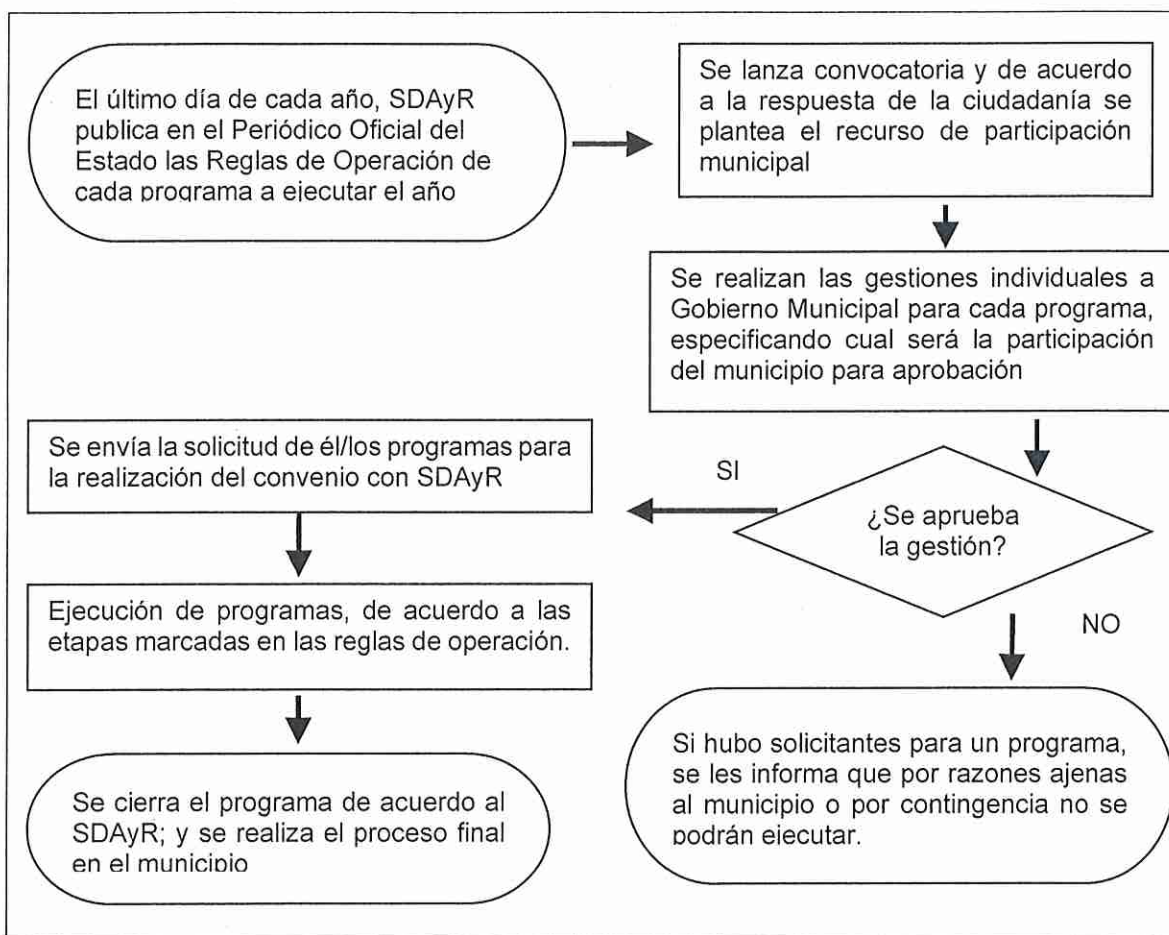 El último día de cada año, SDAyR
publica en el Periódico Oficial del
Estado las Reglas de Operación de
cada programa a ejecutar el año
Se lanza convocatoria y de acuerdo
a la respuesta de la ciudadanía se
plantea el recurso de participación
municipal
Se realizan las gestiones individuales a
Gobierno Municipal para cada programa,
especificando cual será la participación
del municipio para aprobación
¿Se aprueba
la gestión?
SI
Se envía la solicitud de él/los programas para
la realización del convenio con SDAyR
Ejecución de programas, de acuerdo a las
etapas marcadas en las reglas de operación.
Se cierra el programa de acuerdo al
SDAyR; y se realiza el proceso final
en el municipio
NO
Si hubo solicitantes para un programa,
se les informa que por razones ajenas
al municipio o por contingencia no se
podrán ejecutar.